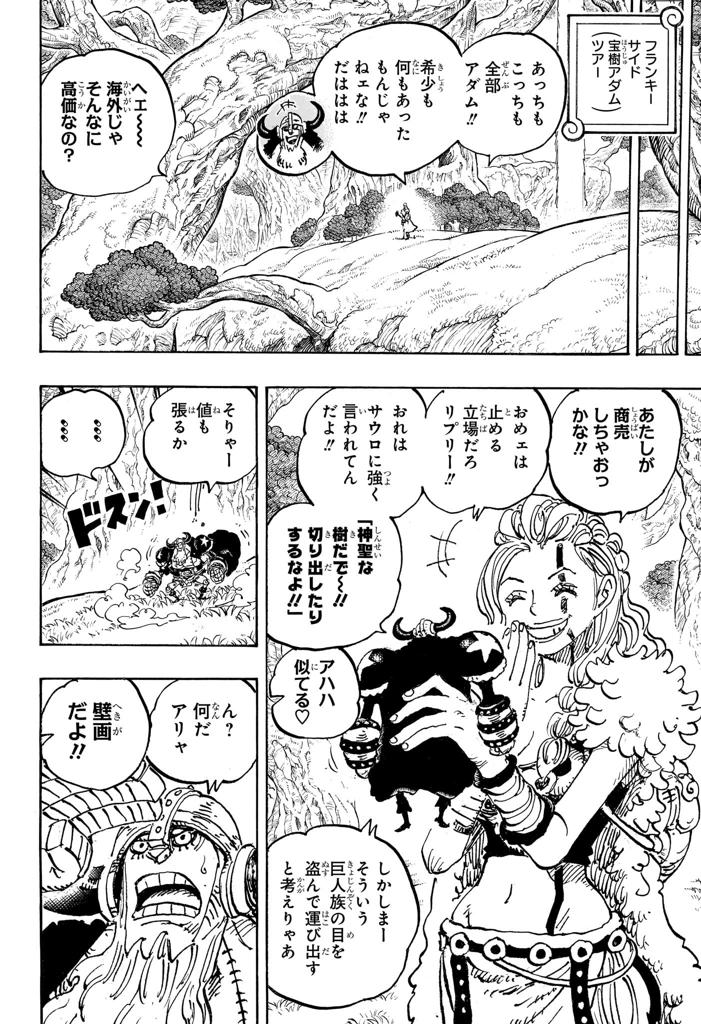 フランキー
サイド
(宝樹アダム)
ツアー
あっちも
こっちも
全部
アダム!!
希少も
何もあった
もんじゃ
ねェな!!
だははは
へェ〜〜
海外じゃ
そんなに
高価なの?
あたしが
商売
しちゃおっ
かな!!
おめェは
止める
立場だろ
リプリー!!
おれは
サウロに強く
言われてん
だよ!!
「神聖な
樹だで〜!!
切り出したり
するなよ!!」
アハハ
似てる♡
しかしまー
そういう
巨人族の目を
盗んで運び出す
と考えりゃあ
そりゃー
値も
張るか
ドスン!
ん?
何だ
アリャ
壁画
だよ!!